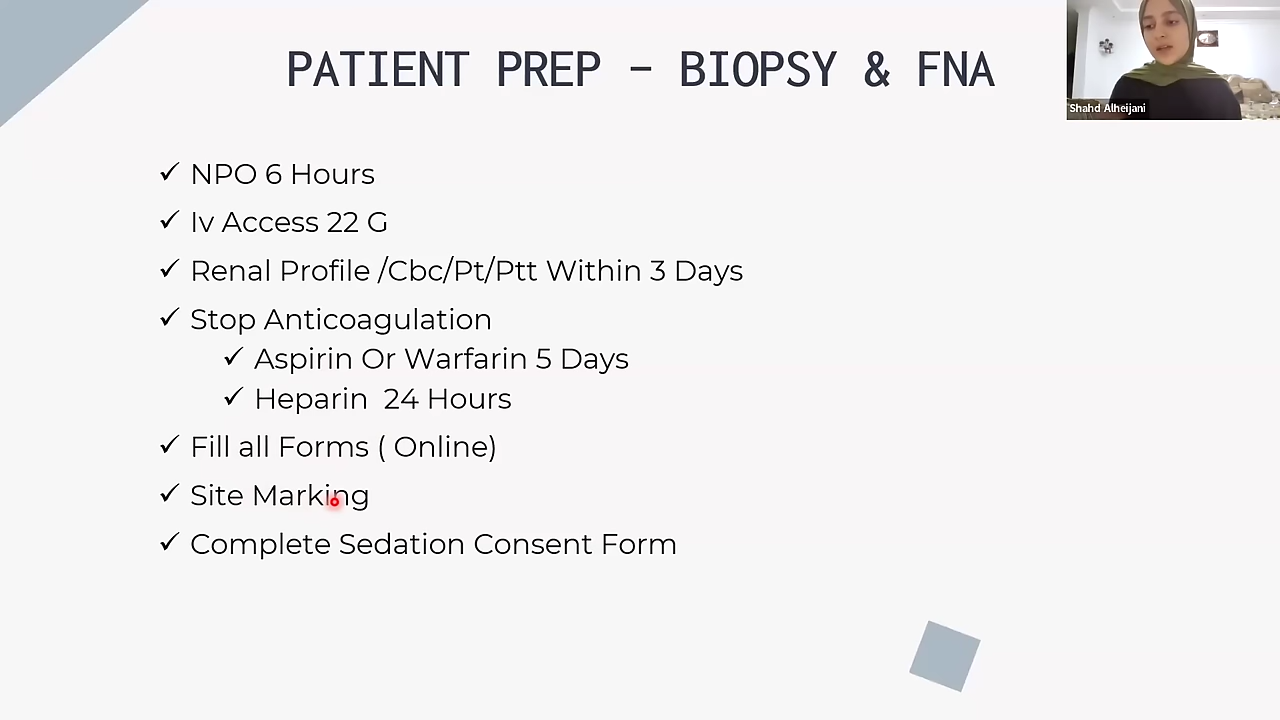 PATIENT PREP - BIOPSY & FNA
Shahd Alheijani
✓ NPO 6 Hours
✓ Iv Access 22 G
✓ Renal Profile /Cbc/Pt/Ptt Within 3 Days
✓ Stop Anticoagulation
✓ Aspirin Or Warfarin 5 Days
✓ Heparin  24 Hours
✓ Fill all Forms ( Online)
✓ Site Marking
✓ Complete Sedation Consent Form